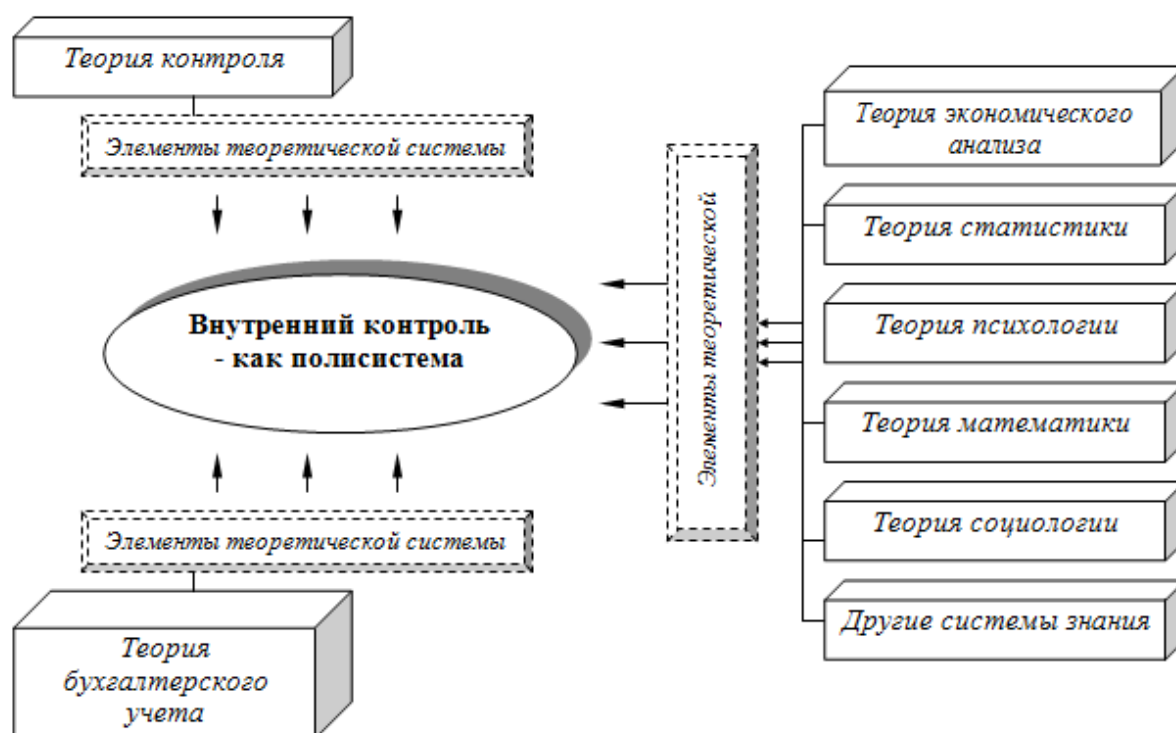 Теория контроля
Элементы теоретической системы
Внутренний контроль
- как полисистема
Элементы теоретической системы
Теория
бухгалтерского
учета
Элементы теоретической
Теория экономического
анализа
Теория статистики
Теория психологии
Теория математики
Теория социологии
Другие системы знания